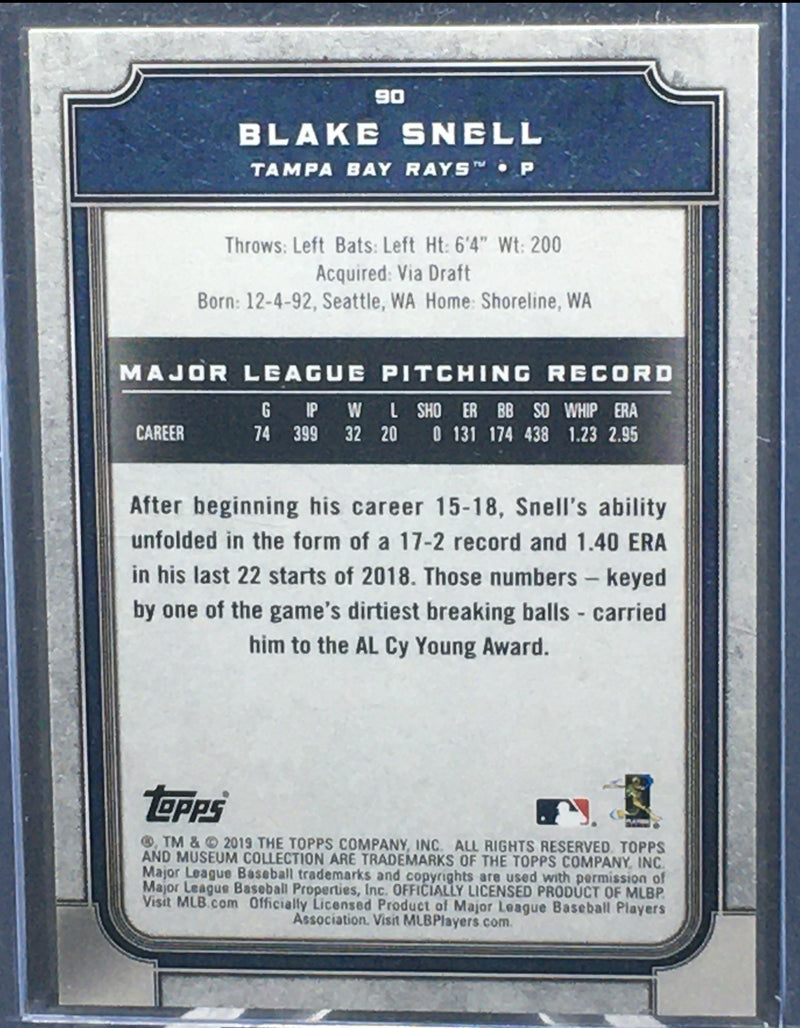 90
BLAKE SNELL
TAMPA BAY RAYS™ • P
Throws: Left Bats: Left Ht: 6'4" Wt: 200
Acquired: Via Draft
Born: 12-4-92, Seattle, WA Home: Shoreline, WA
MAJOR LEAGUE PITCHING RECORD
G IP W L SHO ER BB SO WHIP ERA
CAREER 74 399 32 20 0 131 174 438 1.23 2.95
After beginning his career 15-18, Snell's ability
unfolded in the form of a 17-2 record and 1.40 ERA
in his last 22 starts of 2018. Those numbers – keyed
by one of the game's dirtiest breaking balls - carried
him to the AL Cy Young Award.
Topps®
®, TM & © 2019 THE TOPPS COMPANY, INC. ALL RIGHTS RESERVED. TOPPS
AND MUSEUM COLLECTION ARE TRADEMARKS OF THE TOPPS COMPANY, INC.
Major League Baseball trademarks and copyrights are used with permission of
Major League Baseball Properties, Inc. OFFICIALLY LICENSED PRODUCT OF MLBP.
Visit MLB.com Officially Licensed Product of Major League Baseball Players
Association. Visit MLBPlayers.com.